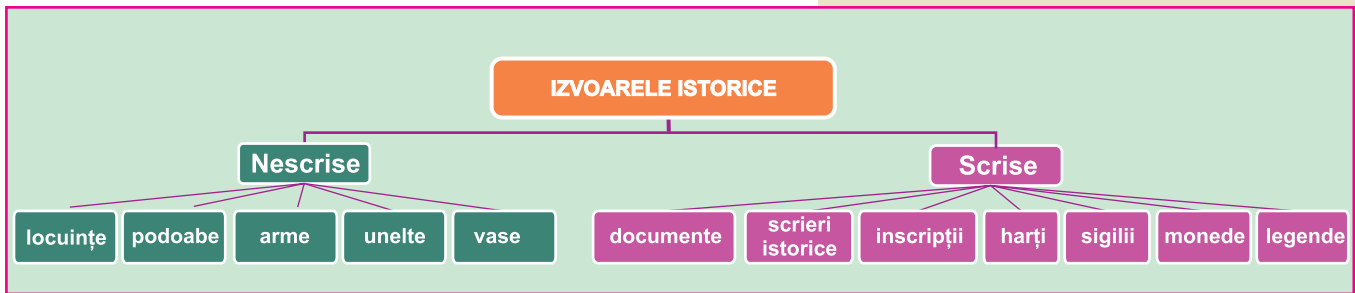 IZVOARELE ISTORICE
Nescrise
Scrise
locuințe
podoabe
arme
unelte
vase
documente
scrieri
istorice
inscripții
harți
sigilii
monede
legende